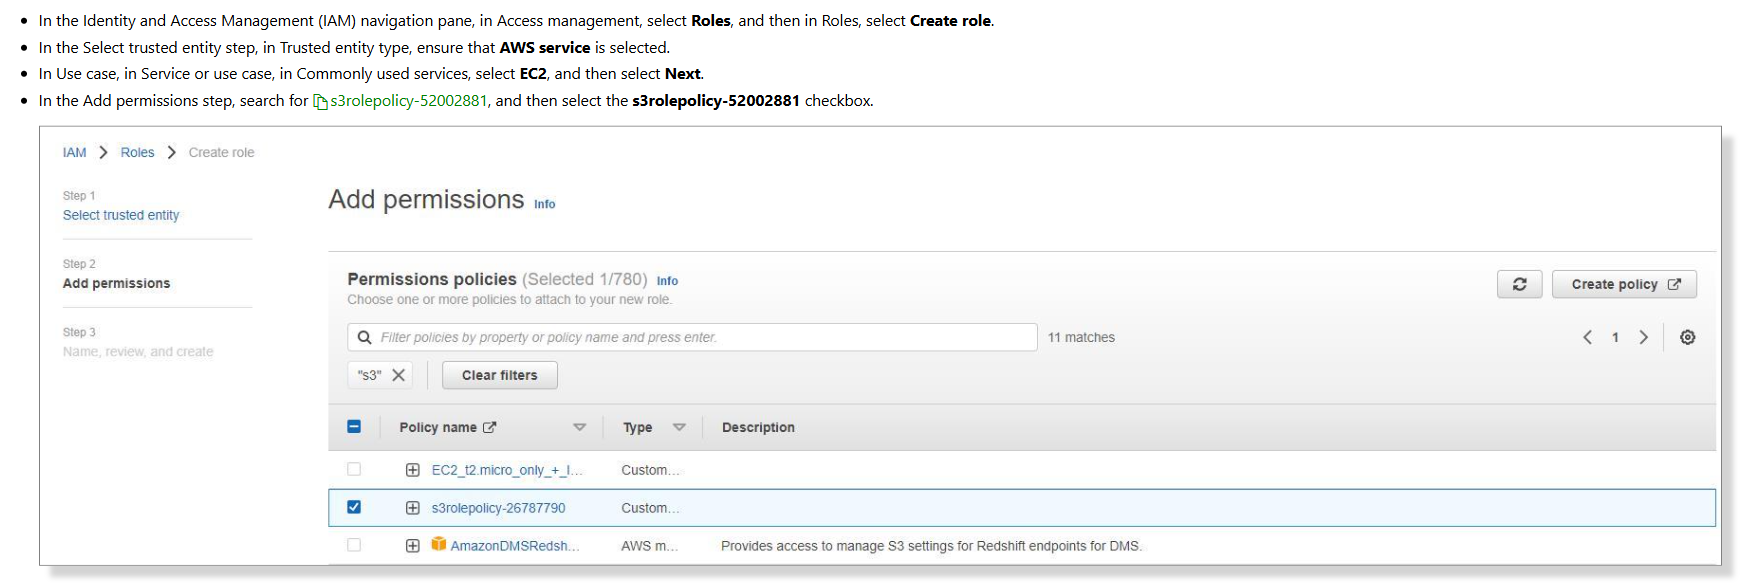 In the Identity and Access Management (IAM) navigation pane, in Access management, select Roles, and then in Roles, select Create role.
In the Select trusted entity step, in Trusted entity type, ensure that AWS service is selected.
In Use case, in Service or use case, in Commonly used services, select EC2, and then select Next.
In the Add permissions step, search for s3rolepolicy-52002881, and then select the s3rolepolicy-52002881 checkbox.
IAM > Roles > Create role
Step 1
Select trusted entity
Step 2
Add permissions
Step 3
Name, review, and create
Add permissions Info
Permissions policies (Selected 1/780) Info
Choose one or more policies to attach to your new role.
Create policy
Filter policies by property or policy name and press enter.
11 matches
< 1 >
"s3" X
Clear filters
Policy name Type Description
EC2_t2.micro_only_+_I... Custom...
s3rolepolicy-26787790 Custom...
AmazonDMSRedsh... AWS m... Provides access to manage S3 settings for Redshift endpoints for DMS.